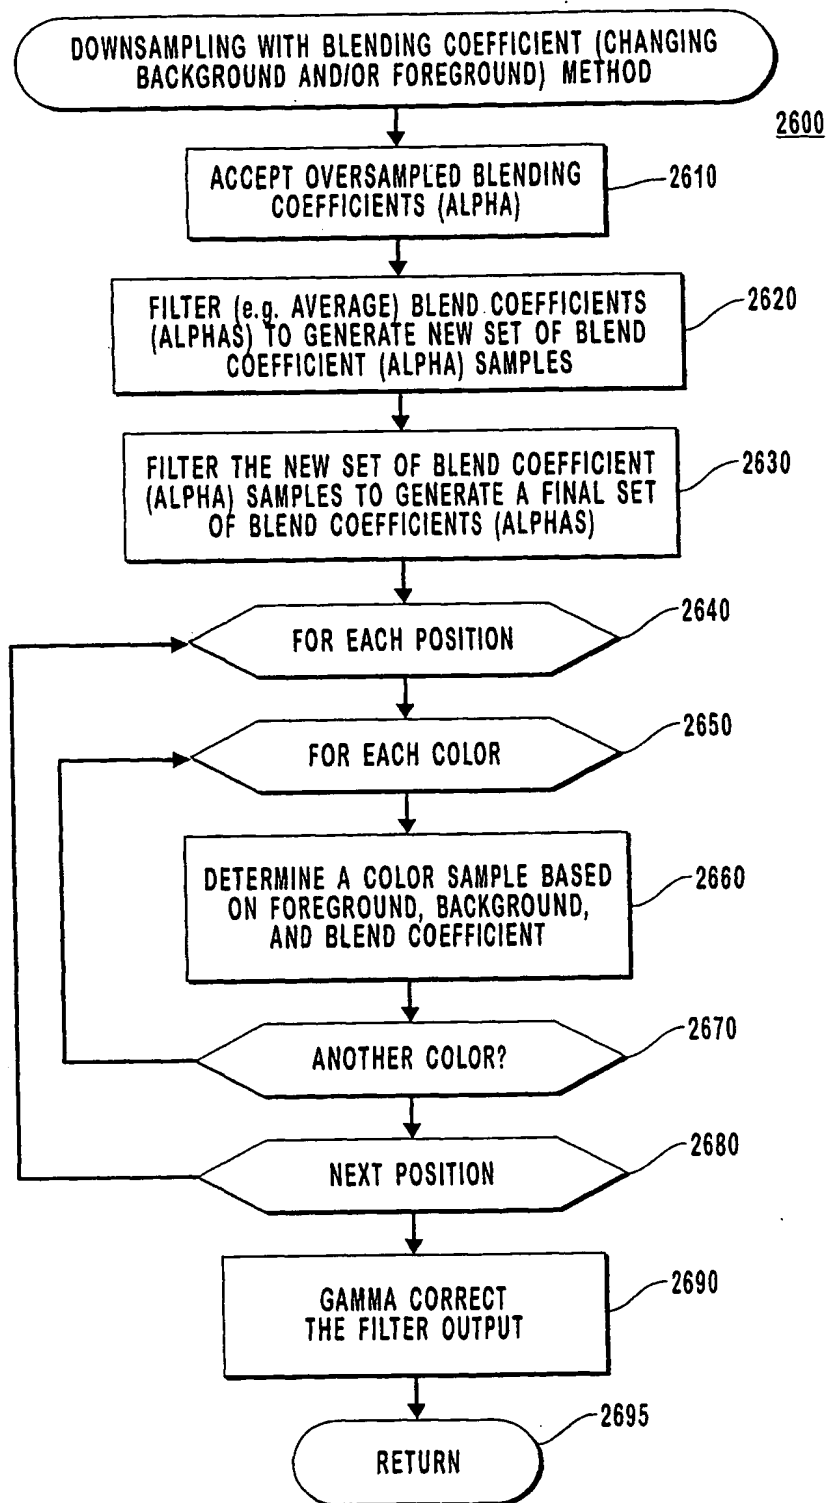 DOWNSAMPLING WITH BLENDING COEFFICIENT (CHANGING
BACKGROUND AND/OR FOREGROUND) METHOD
2600
ACCEPT OVERSAMPLED BLENDING
COEFFICIENTS (ALPHA)
2610
FILTER (e.g. AVERAGE) BLEND COEFFICIENTS
(ALPHAS) TO GENERATE NEW SET OF BLEND
COEFFICIENT (ALPHA) SAMPLES
2620
FILTER THE NEW SET OF BLEND COEFFICIENT
(ALPHA) SAMPLES TO GENERATE A FINAL SET
OF BLEND COEFFICIENTS (ALPHAS)
2630
FOR EACH POSITION
2640
FOR EACH COLOR
2650
DETERMINE A COLOR SAMPLE BASED
ON FOREGROUND, BACKGROUND,
AND BLEND COEFFICIENT
2660
ANOTHER COLOR?
2670
NEXT POSITION
2680
GAMMA CORRECT
THE FILTER OUTPUT
2690
RETURN
2695